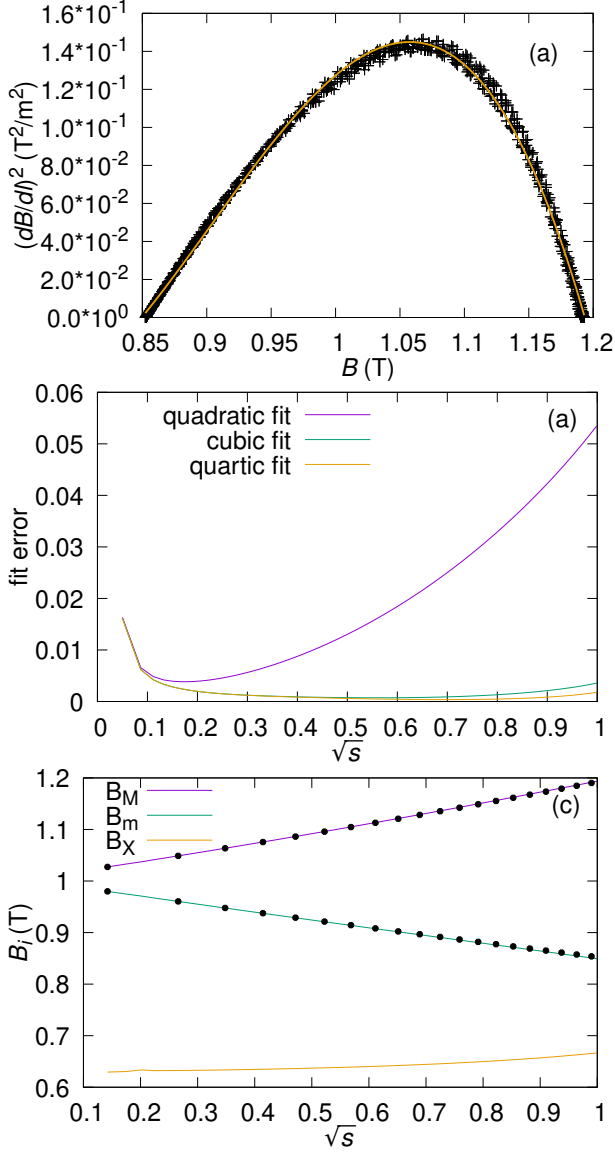 (a)
(dB/dl)² (T²/m²)
1.6*10⁻¹
1.4*10⁻¹
1.2*10⁻¹
1.0*10⁻¹
8.0*10⁻²
6.0*10⁻²
4.0*10⁻²
2.0*10⁻²
0.0*10⁰
0.85 0.9 0.95 1 1.05 1.1 1.15 1.2
B (T)
(a)
quadratic fit
cubic fit
quartic fit
fit error
0.06
0.05
0.04
0.03
0.02
0.01
0
0 0.1 0.2 0.3 0.4 0.5 0.6 0.7 0.8 0.9 1
√s
(c)
B_M
B_m
B_X
B_i (T)
1.2
1.1
1
0.9
0.8
0.7
0.6
0.1 0.2 0.3 0.4 0.5 0.6 0.7 0.8 0.9 1
√s